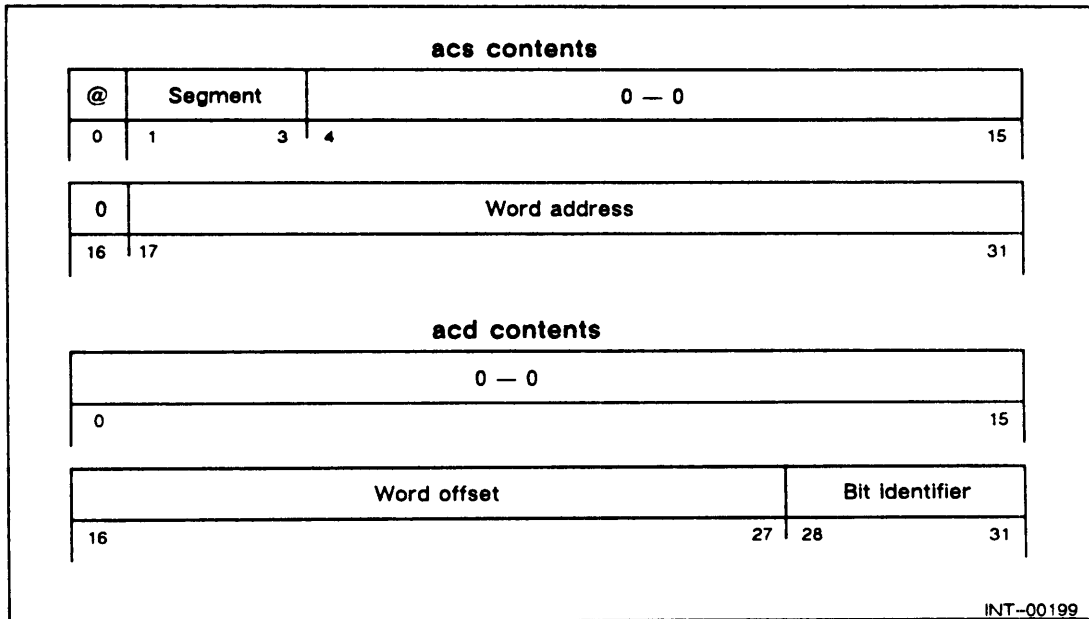 acs contents
@ Segment 0 — 0
0 1 3 4 15
0 Word address
16 17 31
acd contents
0 — 0
0 15
Word offset Bit identifier
16 27 28 31
INT-00199